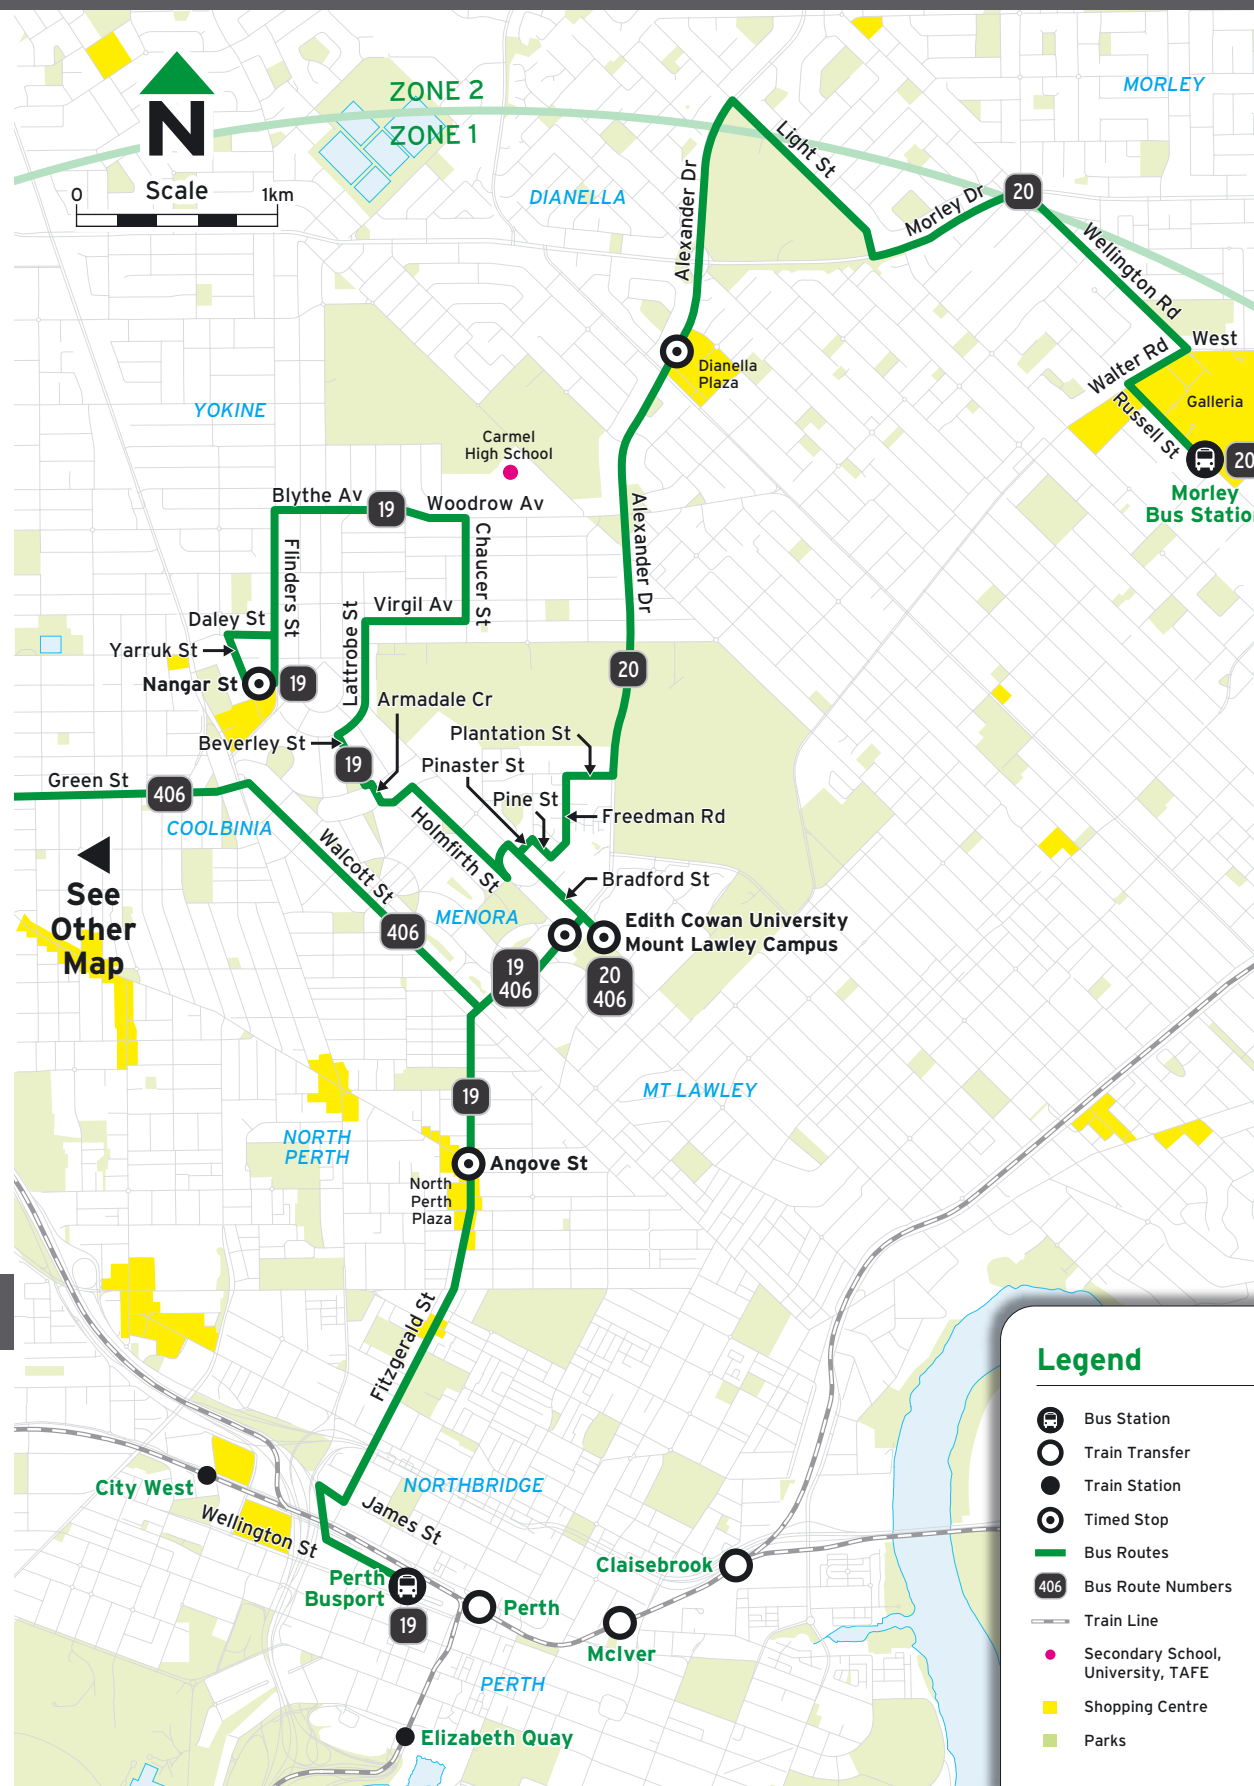 ZONE 2
ZONE 1
MORLEY
N
Scale
0
1km
DIANELLA
Light St
Alexander Dr
Morley Dr
20
Wellington Rd
West
Walter Rd
Dianella
Plaza
Galleria
Russell St
20
Morley
YOKINE
Carmel
High School
Blythe Av
19
Woodrow Av
Alexander Dr
Flinders St
Chaucer St
Daley St
Virgil Av
Lattrobe St
Yarruk St
20
Nangar St
19
Armadale Cr
Beverley St
19
Plantation St
Pinaster St
Green St
406
Pine St
Freedman Rd
COOLBINIA
Holmfirth St
Walcott St
See
Other
Map
Bradford St
MENORA
406
Edith Cowan University
Mount Lawley Campus
19
406
20
406
19
MT LAWLEY
NORTH
PERTH
Angove St
North
Perth
Plaza
Fitzgerald St
NORTHBRIDGE
City West
James St
Wellington St
Claisebrook
Perth
Busport
19
Perth
McIver
PERTH
Elizabeth Quay
Legend
Bus Station
Train Transfer
Train Station
Timed Stop
Bus Routes
406
Bus Route Numbers
Train Line
Secondary School,
University, TAFE
Shopping Centre
Parks